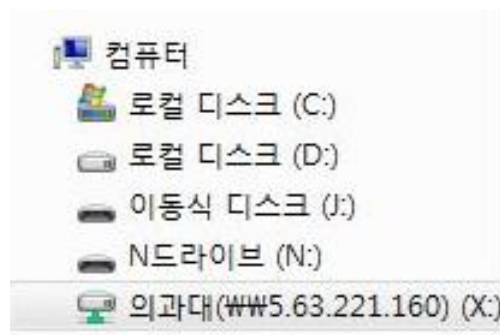 컴퓨터
로컬 디스크 (C:)
로컬 디스크 (D:)
이동식 디스크 (J:)
N드라이브 (N:)
의과대(₩₩5.63.221.160) (X:)